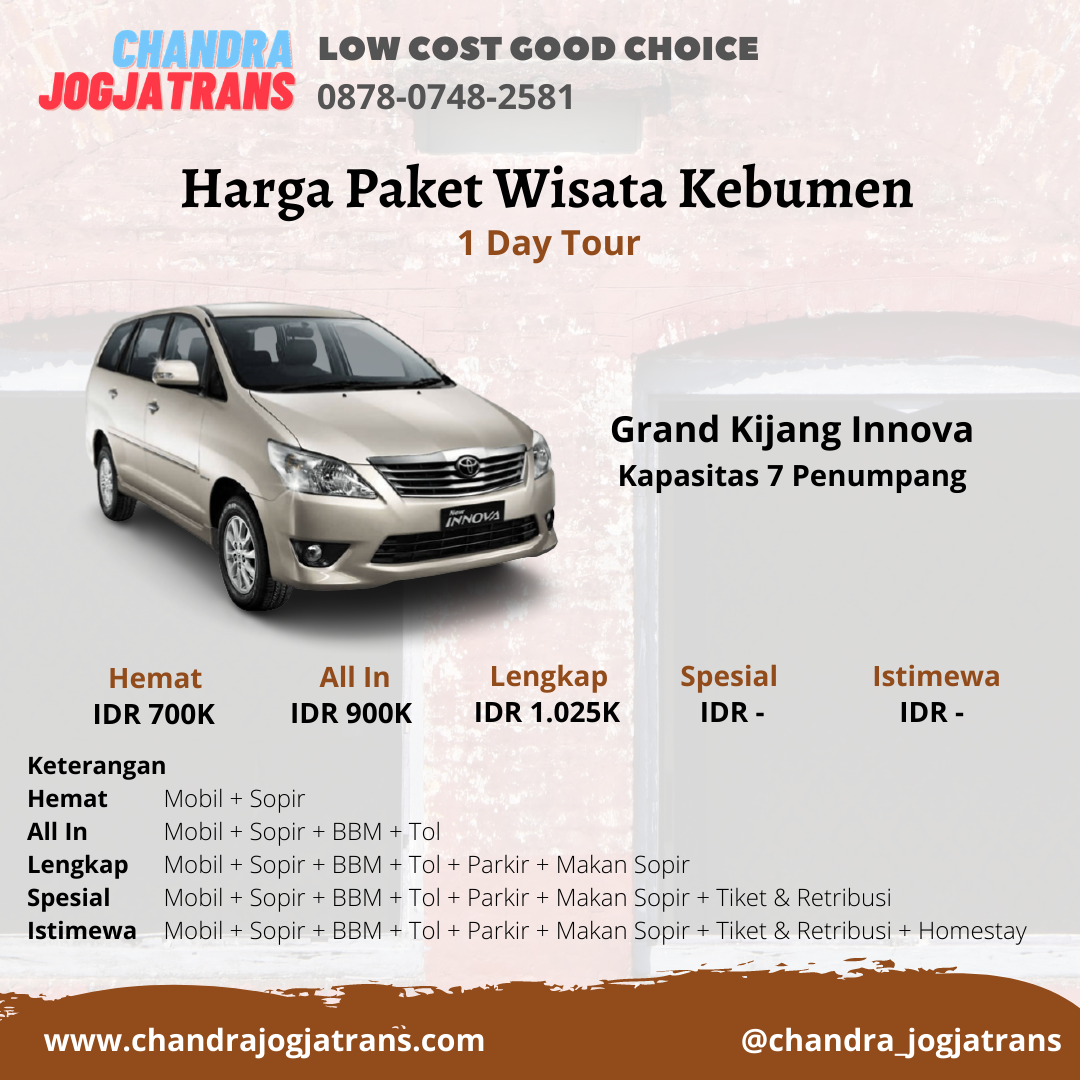 CHANDRA
JOGJATRANS
LOW COST GOOD CHOICE
0878-0748-2581
Harga Paket Wisata Kebumen
1 Day Tour
Grand Kijang Innova
Kapasitas 7 Penumpang
New
INNOVA
Hemat All In Lengkap Spesial Istimewa
IDR 700K IDR 900K IDR 1.025K IDR - IDR -
Keterangan
Hemat Mobil + Sopir
All In Mobil + Sopir + BBM + Tol
Lengkap Mobil + Sopir + BBM + Tol + Parkir + Makan Sopir
Spesial Mobil + Sopir + BBM + Tol + Parkir + Makan Sopir + Tiket & Retribusi
Istimewa Mobil + Sopir + BBM + Tol + Parkir + Makan Sopir + Tiket & Retribusi + Homestay
www.chandrajogjatrans.com @chandra_jogjatrans